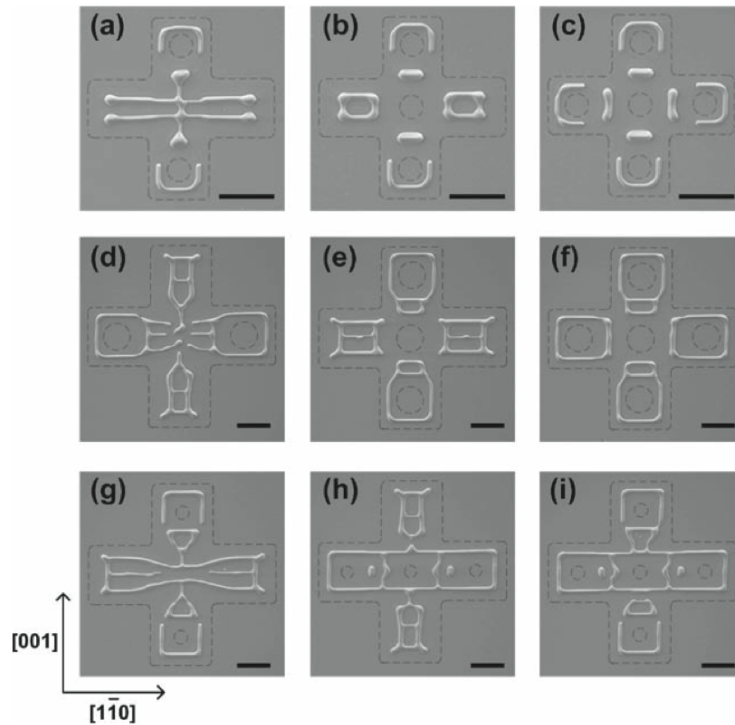 (a) (b) (c)
(d) (e) (f)
(g) (h) (i)
[001]
[11̄0]